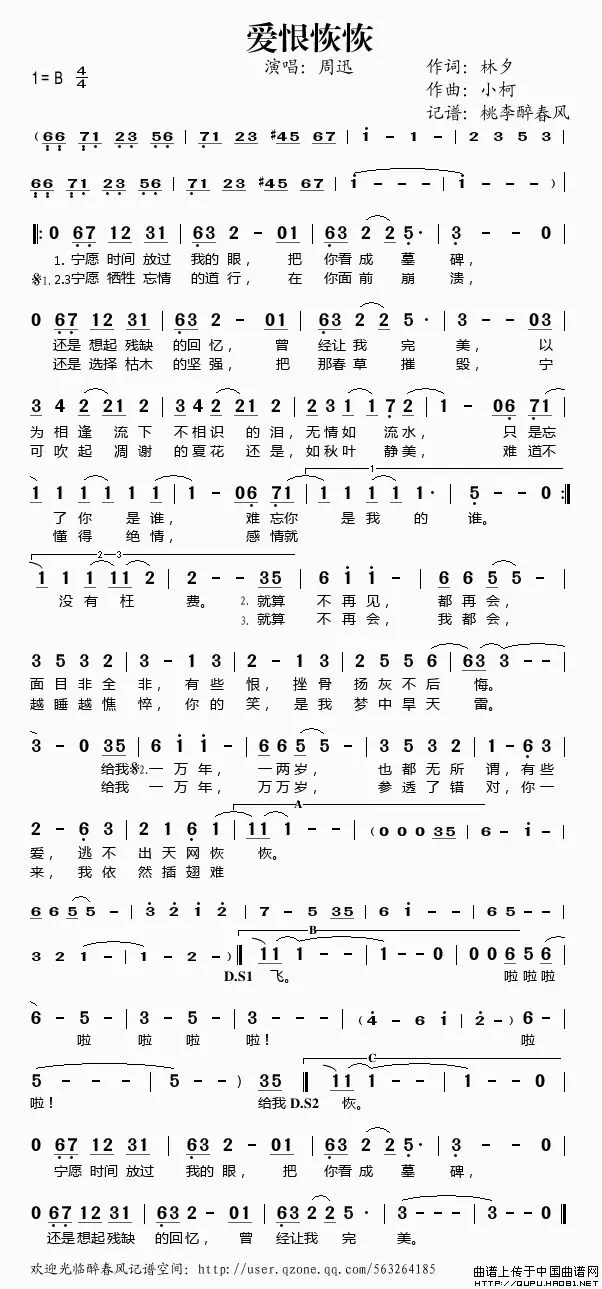 爱恨恢恢
演唱：周迅
1=B 4/4
作词：林夕
作曲：小柯
记谱：桃李醉春风
（66 71 23 56 | 71 23 #45 67 | i - 1 - | 2 3 5 3 |
66 71 23 56 | 71 23 #45 67 | 1 - - - | 1 - - - ）|
‖: 0 67 12 31 | 63 2 - 01 | 63 2 2 5· | 3 - - 0 |
1. 宁愿 时间 放过 我的 眼， 把 你看 成 墓 碑，
𝄋1. 2.3宁愿 牺牲 忘情 的道 行， 在 你面 前 崩 溃，
0 67 12 31 | 63 2 - 01 | 63 2 2 5· | 3 - - 03 |
还是 想起 残缺 的回 忆， 曾 经让 我 完 美， 以
还是 选择 枯木 的坚 强， 把 那春 草 摧 毁， 宁
3 4 2 21 2 | 3 4 2 21 2 | 2 3 1 1 7 2 | 1 - 06 71 |
为 相 逢 流 下 不 相 识 的 泪，无 情 如 流 水， 只 是忘
可 吹 起 凋 谢 的 夏 花 还 是，如 秋 叶 静 美， 难 道不
1 1 1 1 1 1 | 1 - 06 71 | 1 1 1 1 1· | 5 - - 0 :‖
1
了 你 是 谁， 难 忘你 是 我 的 谁。
懂 得 绝 情， 感 情就
2 3
1 1 1 11 2 | 2 - - 35 | 6 i i - | 6 6 5 5 - |
没 有 枉 费。 2. 就算 不 再 见， 都 再 会，
3. 就算 不 再 会， 我 都 会，
3 5 3 2 | 3 - 1 3 | 2 - 1 3 | 2 5 5 6 | 63 3 - - |
面 目 非 全 非，有 些 恨，挫 骨 扬 灰 不 后 悔。
越 睡 越 憔 悴，你 的 笑，是 我 梦 中 旱 天 雷。
3 - 0 35 | 6 i i - | 6 6 5 5 - | 3 5 3 2 | 1 - 6 3 |
给我 𝄋2. 一 万 年， 一 两 岁， 也 都 无 所 谓，有 些
给我 一 万 年， 万 万 岁， 参 透 了 错 对，你 一
A
2 - 6 3 | 2 1 6 1 | 11 1 - - | （0 0 0 35 | 6 - i - |
爱，逃 不 出 天 网 恢 恢。
来，我 依 然 插 翅 难
6 6 5 5 - | 3 2 i 2 | 7 - 5 35 | 6 i - - | 6 5 - - |
B
3 2 1 - | 1 - 2 - ）‖ 11 1 - - | 1 - - 0 | 0 0 6 5 6 |
D.S1 飞。 啦 啦 啦
6 - 5 - | 3 - 5 - | 3 - - - | （4 - 6 i | 2 - ）6 |
啦 啦 啦 啦 啦！ 啦
C
5 - - - | 5 - - ） 35 ‖ 11 1 - - | 1 - - 0 |
啦！ 给我 D.S2 恢。
0 67 12 31 | 63 2 - 01 | 63 2 2 5· | 3 - - 0 |
宁愿 时间 放过 我的 眼， 把 你看 成 墓 碑，
0 67 12 31 | 63 2 - 01 | 63 2 2 5 | 3 - - - | 3 - - - ‖
还是 想起 残缺 的回 忆， 曾 经让 我 完 美。
欢迎光临醉春风记谱空间：http://user.qzone.qq.com/563264185
曲谱上传于中国曲谱网
http://QUPU.HAO81.NET